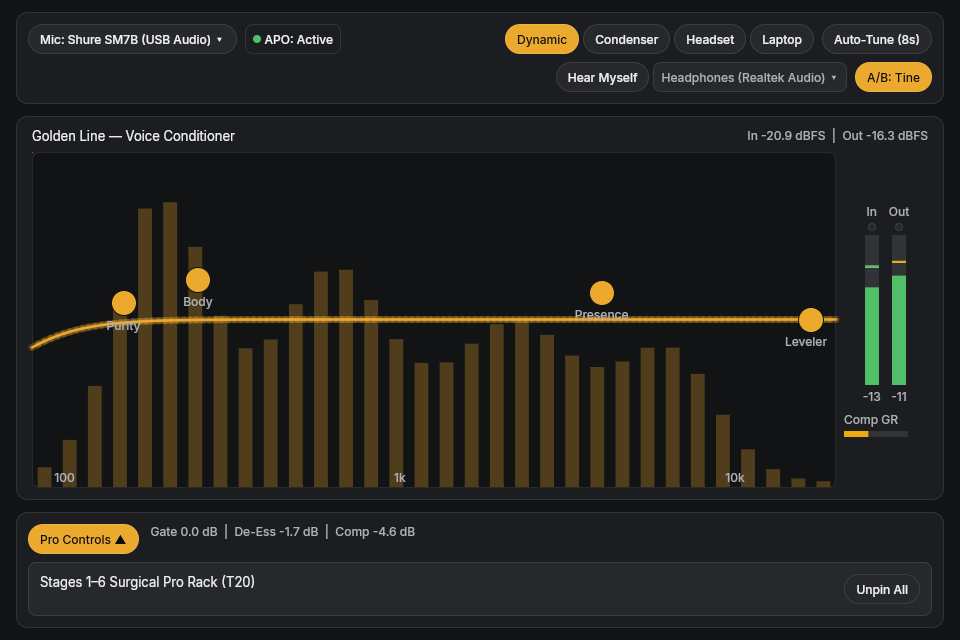 Mic: Shure SM7B (USB Audio) ▾
APO: Active
Dynamic
Condenser
Headset
Laptop
Auto-Tune (8s)
Hear Myself
Headphones (Realtek Audio) ▾
A/B: Tine
Golden Line — Voice Conditioner
In -20.9 dBFS | Out -16.3 dBFS
In
Out
Body
Purity
Presence
Leveler
-13
-11
Comp GR
100
1k
10k
Pro Controls ▲
Gate 0.0 dB | De-Ess -1.7 dB | Comp -4.6 dB
Stages 1–6 Surgical Pro Rack (T20)
Unpin All